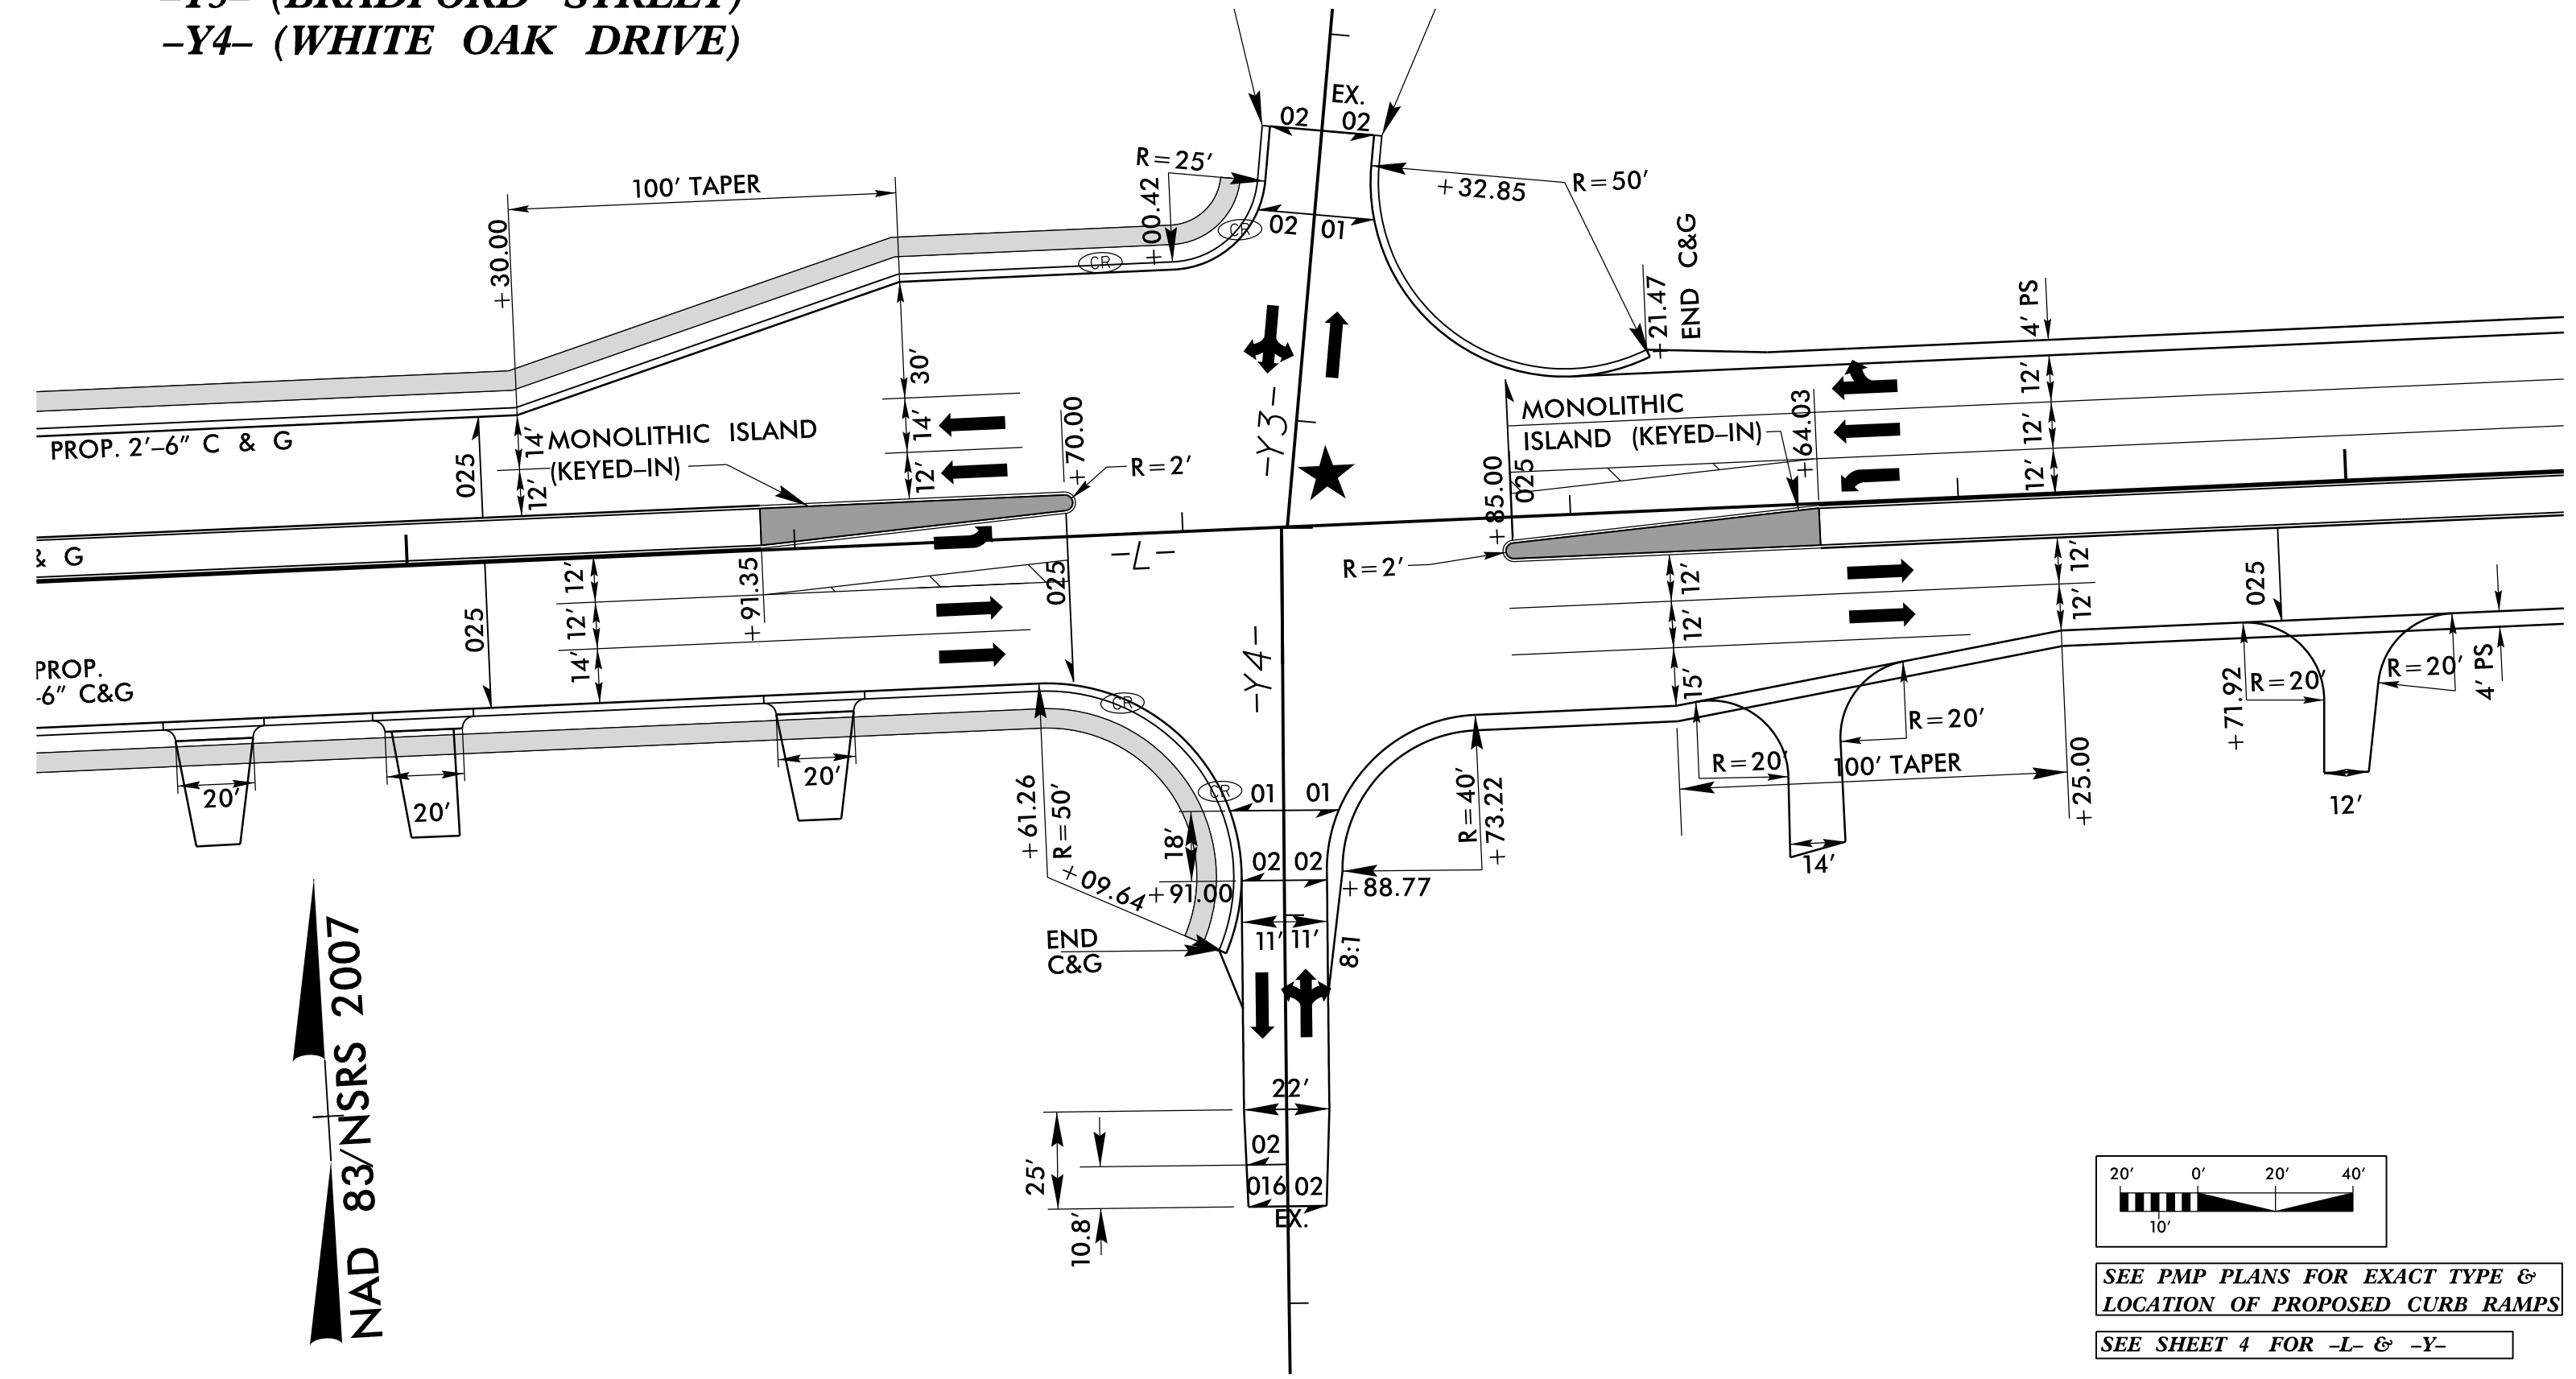 –Y4– (WHITE OAK DRIVE)
EX.
02 02
R=25'
+00.42
100' TAPER
+30.00
+32.85
R=50'
02 01
CR
CR
+21.47
END C&G
4' PS
12'
12'
12'
30'
14'
12'
14'
12'
PROP. 2'–6" C & G
025
MONOLITHIC ISLAND
(KEYED–IN)
+70.00
R=2'
–Y3–
MONOLITHIC
ISLAND (KEYED–IN)
+64.03
+85.00
025
R=2'
& G
–L–
12'
12'
14'
+91.35
025
025
12'
12'
15'
12'
12'
025
PROP.
-6" C&G
–Y4–
CR
CR
R=20'
R=20'
4' PS
+71.92
12'
R=20'
R=20'
100' TAPER
+25.00
14'
20'
20'
20'
+61.26
R=50'
+09.64
01 01
18'
02 02
+91.00
R=40'
+73.22
+88.77
END
C&G
11' 11'
8:1
22'
25'
02
016 02
EX.
10.8'
NAD 83/NSRS 2007
20' 0' 20' 40'
10'
SEE PMP PLANS FOR EXACT TYPE &
LOCATION OF PROPOSED CURB RAMPS
SEE SHEET 4 FOR –L– & –Y–